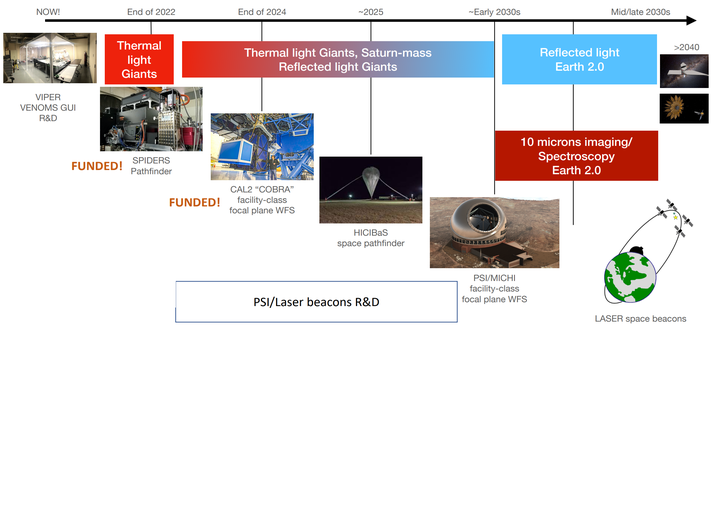 NOW!
End of 2022
End of 2024
~2025
~Early 2030s
Mid/late 2030s
Thermal
light
Giants
Thermal light Giants, Saturn-mass
Reflected light Giants
Reflected light
Earth 2.0
>2040
VIPER
VENOMS GUI
R&D
FUNDED!
SPIDERS
Pathfinder
10 microns imaging/
Spectroscopy
Earth 2.0
FUNDED!
CAL2 “COBRA”
facility-class
focal plane WFS
HICIBaS
space pathfinder
PSI/MICHI
facility-class
focal plane WFS
PSI/Laser beacons R&D
LASER space beacons